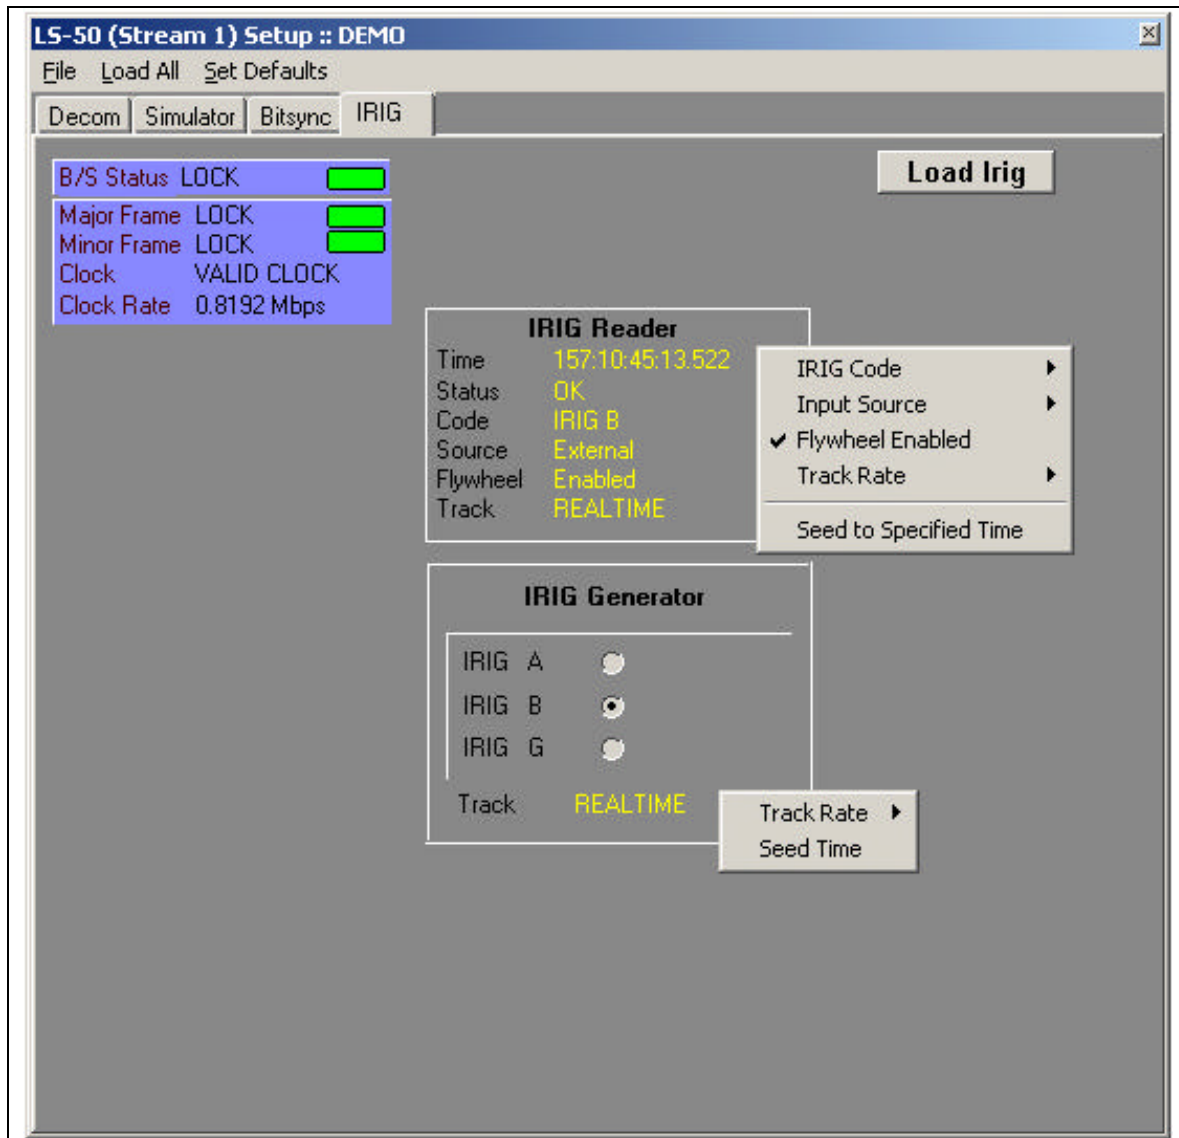 LS-50 (Stream 1) Setup :: DEMO
File Load All Set Defaults
Decom Simulator Bitsync IRIG
B/S Status LOCK
Load Irig
Major Frame LOCK
Minor Frame LOCK
Clock VALID CLOCK
Clock Rate 0.8192 Mbps
IRIG Reader
Time 157:10:45:13.522
Status OK
Code IRIG B
Source External
Flywheel Enabled
Track REALTIME
IRIG Code
Input Source
Flywheel Enabled
Track Rate
Seed to Specified Time
IRIG Generator
IRIG A
IRIG B
IRIG G
Track REALTIME
Track Rate
Seed Time